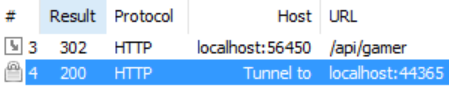 # Result Protocol Host URL
3 302 HTTP localhost:56450 /api/gamer
4 200 HTTP Tunnel to localhost:44365